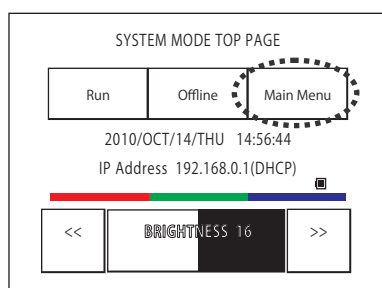 SYSTEM MODE TOP PAGE
Run Offline Main Menu
2010/OCT/14/THU 14:56:44
IP Address 192.168.0.1(DHCP)
<< BRIGHTNESS 16 >>